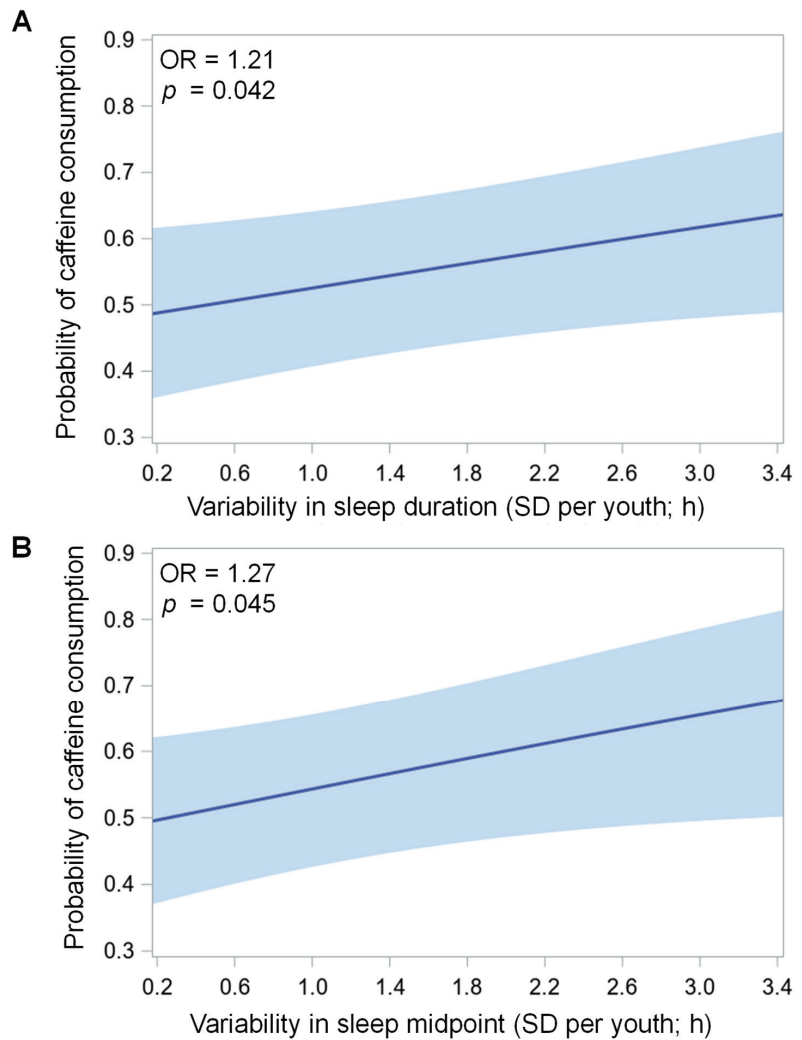 A
Probability of caffeine consumption
OR = 1.21
p = 0.042
0.9
0.8
0.7
0.6
0.5
0.4
0.3
0.2 0.6 1.0 1.4 1.8 2.2 2.6 3.0 3.4
Variability in sleep duration (SD per youth; h)
B
Probability of caffeine consumption
OR = 1.27
p = 0.045
0.9
0.8
0.7
0.6
0.5
0.4
0.3
0.2 0.6 1.0 1.4 1.8 2.2 2.6 3.0 3.4
Variability in sleep midpoint (SD per youth; h)